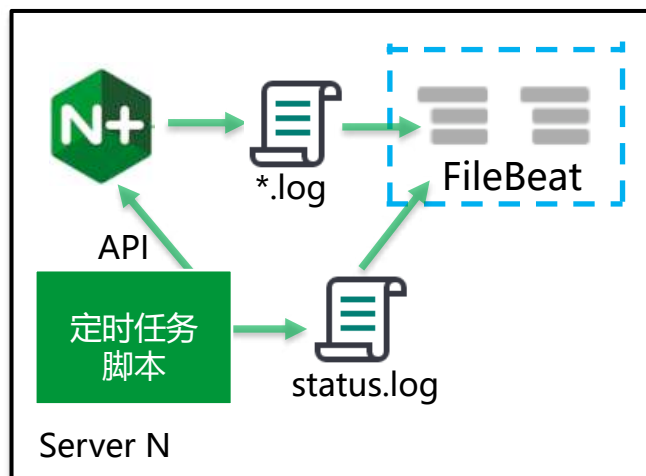 N+
*.log
FileBeat
API
定时任务
脚本
status.log
Server N